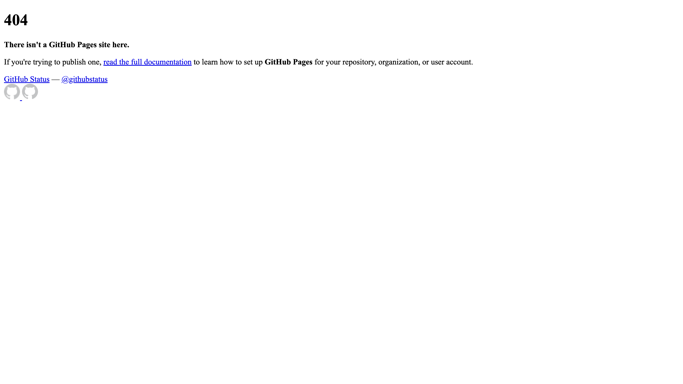 404
There isn't a GitHub Pages site here.
If you're trying to publish one, read the full documentation to learn how to set up GitHub Pages for your repository, organization, or user account.
GitHub Status — @githubstatus